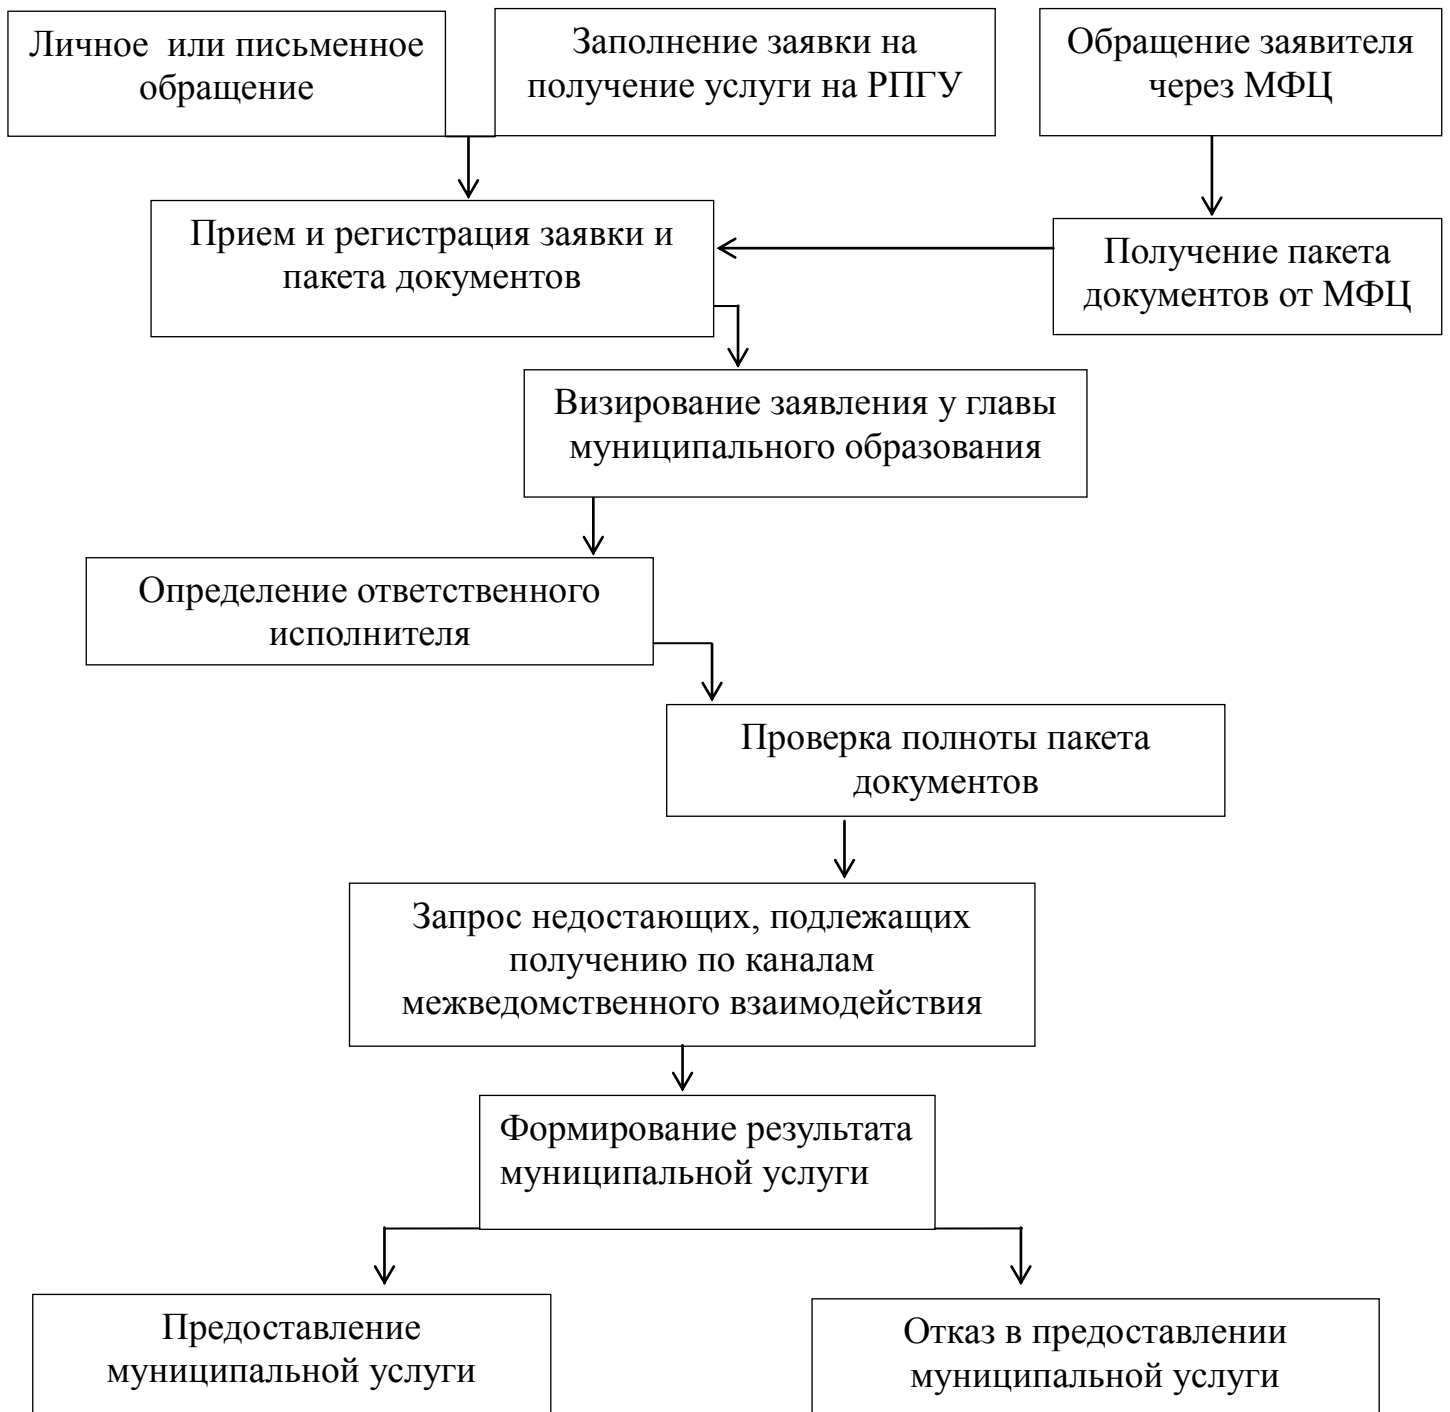 Личное или письменное
обращение
Заполнение заявки на
получение услуги на РПГУ
Обращение заявителя
через МФЦ
Прием и регистрация заявки и
пакета документов
Получение пакета
документов от МФЦ
Визирование заявления у главы
муниципального образования
Определение ответственного
исполнителя
Проверка полноты пакета
документов
Запрос недостающих, подлежащих
получению по каналам
межведомственного взаимодействия
Формирование результата
муниципальной услуги
Предоставление
муниципальной услуги
Отказ в предоставлении
муниципальной услуги